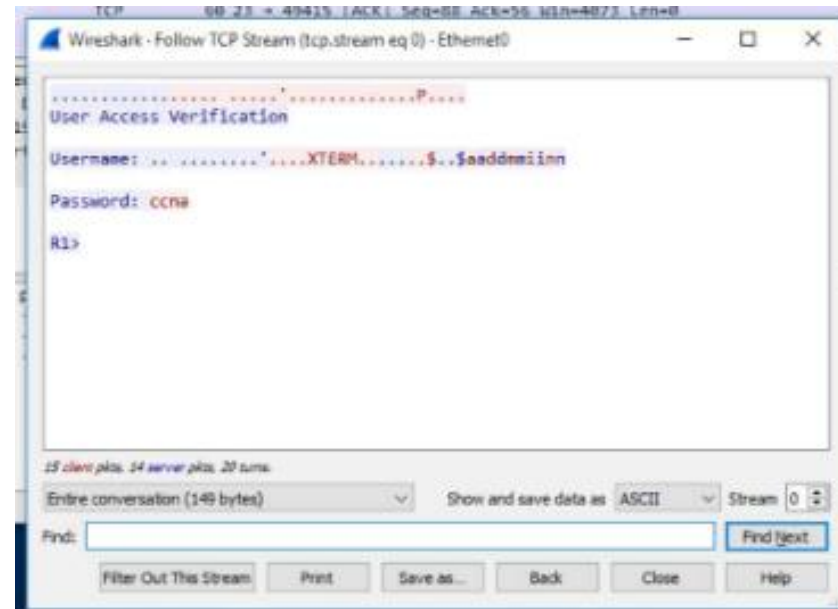 TCP 60 23 → 49415 [ACK] Seq=88 Ack=56 Win=4073 Len=0
Wireshark · Follow TCP Stream (tcp.stream eq 0) · Ethernet0
.................. .....'.............P....
User Access Verification
Username: .. ........'....XTERM.......$..$aaddmmiinn
Password: ccna
R1>
15 client pkts, 14 server pkts, 20 turns.
Entire conversation (149 bytes) Show and save data as ASCII Stream 0
Find: Find Next
Filter Out This Stream Print Save as... Back Close Help